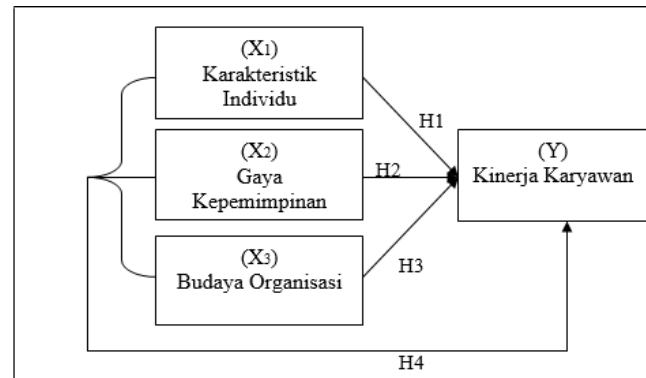 (X1)
Karakteristik
Individu
H1
(X2)
Gaya
Kepemimpinan
H2
(Y)
Kinerja Karyawan
(X3)
Budaya Organisasi
H3
H4